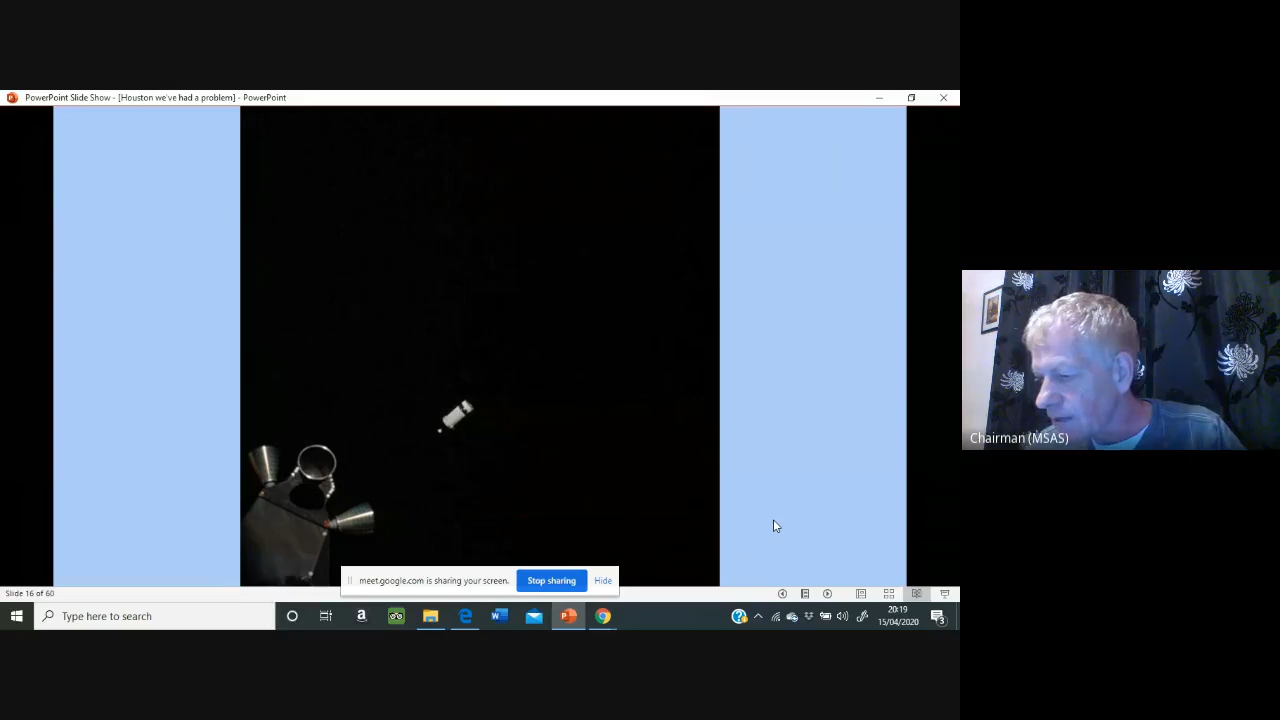 PowerPoint Slide Show - [Houston we've had a problem] - PowerPoint
Chairman (MSAS)
meet.google.com is sharing your screen.
Stop sharing
Hide
Slide 16 of 60
Type here to search
20:19
15/04/2020
3